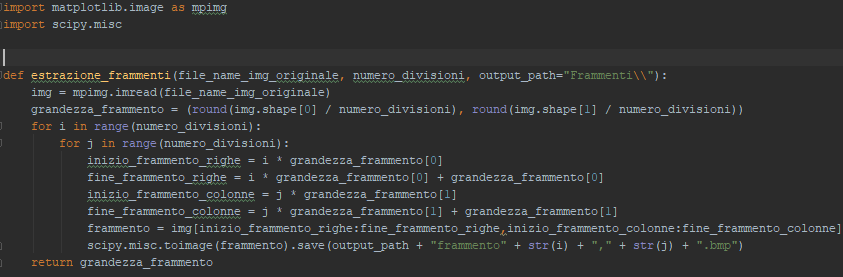 import matplotlib.image as mpimg
import scipy.misc
def estrazione_frammenti(file_name_img_originale, numero_divisioni, output_path="Frammenti\\"):
    img = mpimg.imread(file_name_img_originale)
    grandezza_frammento = (round(img.shape[0] / numero_divisioni), round(img.shape[1] / numero_divisioni))
    for i in range(numero_divisioni):
        for j in range(numero_divisioni):
            inizio_frammento_righe = i * grandezza_frammento[0]
            fine_frammento_righe = i * grandezza_frammento[0] + grandezza_frammento[0]
            inizio_frammento_colonne = j * grandezza_frammento[1]
            fine_frammento_colonne = j * grandezza_frammento[1] + grandezza_frammento[1]
            frammento = img[inizio_frammento_righe:fine_frammento_righe,inizio_frammento_colonne:fine_frammento_colonne]
            scipy.misc.toimage(frammento).save(output_path + "frammento" + str(i) + "," + str(j) + ".bmp")
    return grandezza_frammento